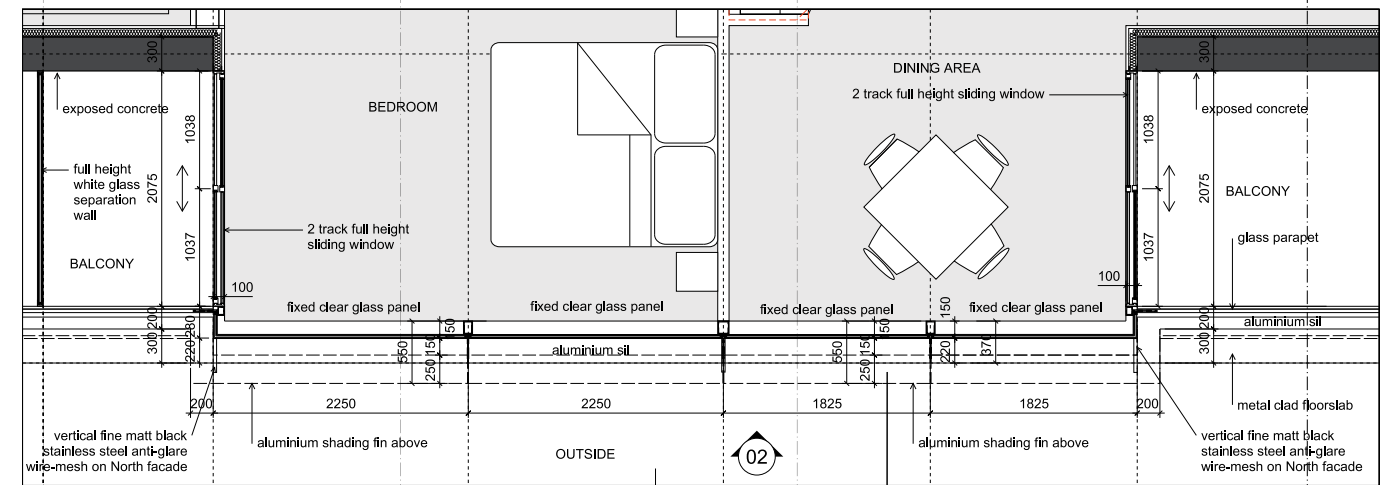 300
exposed concrete
1038
2075
full height
white glass
separation
wall
BALCONY
1037
100
200
280
300
220
BEDROOM
2 track full height
sliding window
fixed clear glass panel
fixed clear glass panel
150
550
150
250
aluminium sil
DINING AREA
2 track full height sliding window
fixed clear glass panel
fixed clear glass panel
150
150
550
150
250
220
370
300
exposed concrete
1038
2075
BALCONY
1037
glass parapet
100
200
300
aluminium sil
200
2250
2250
1825
1825
200
metal clad floorslab
vertical fine matt black
stainless steel anti-glare
wire-mesh on North facade
aluminium shading fin above
OUTSIDE
02
aluminium shading fin above
vertical fine matt black
stainless steel anti-glare
wire-mesh on North facade